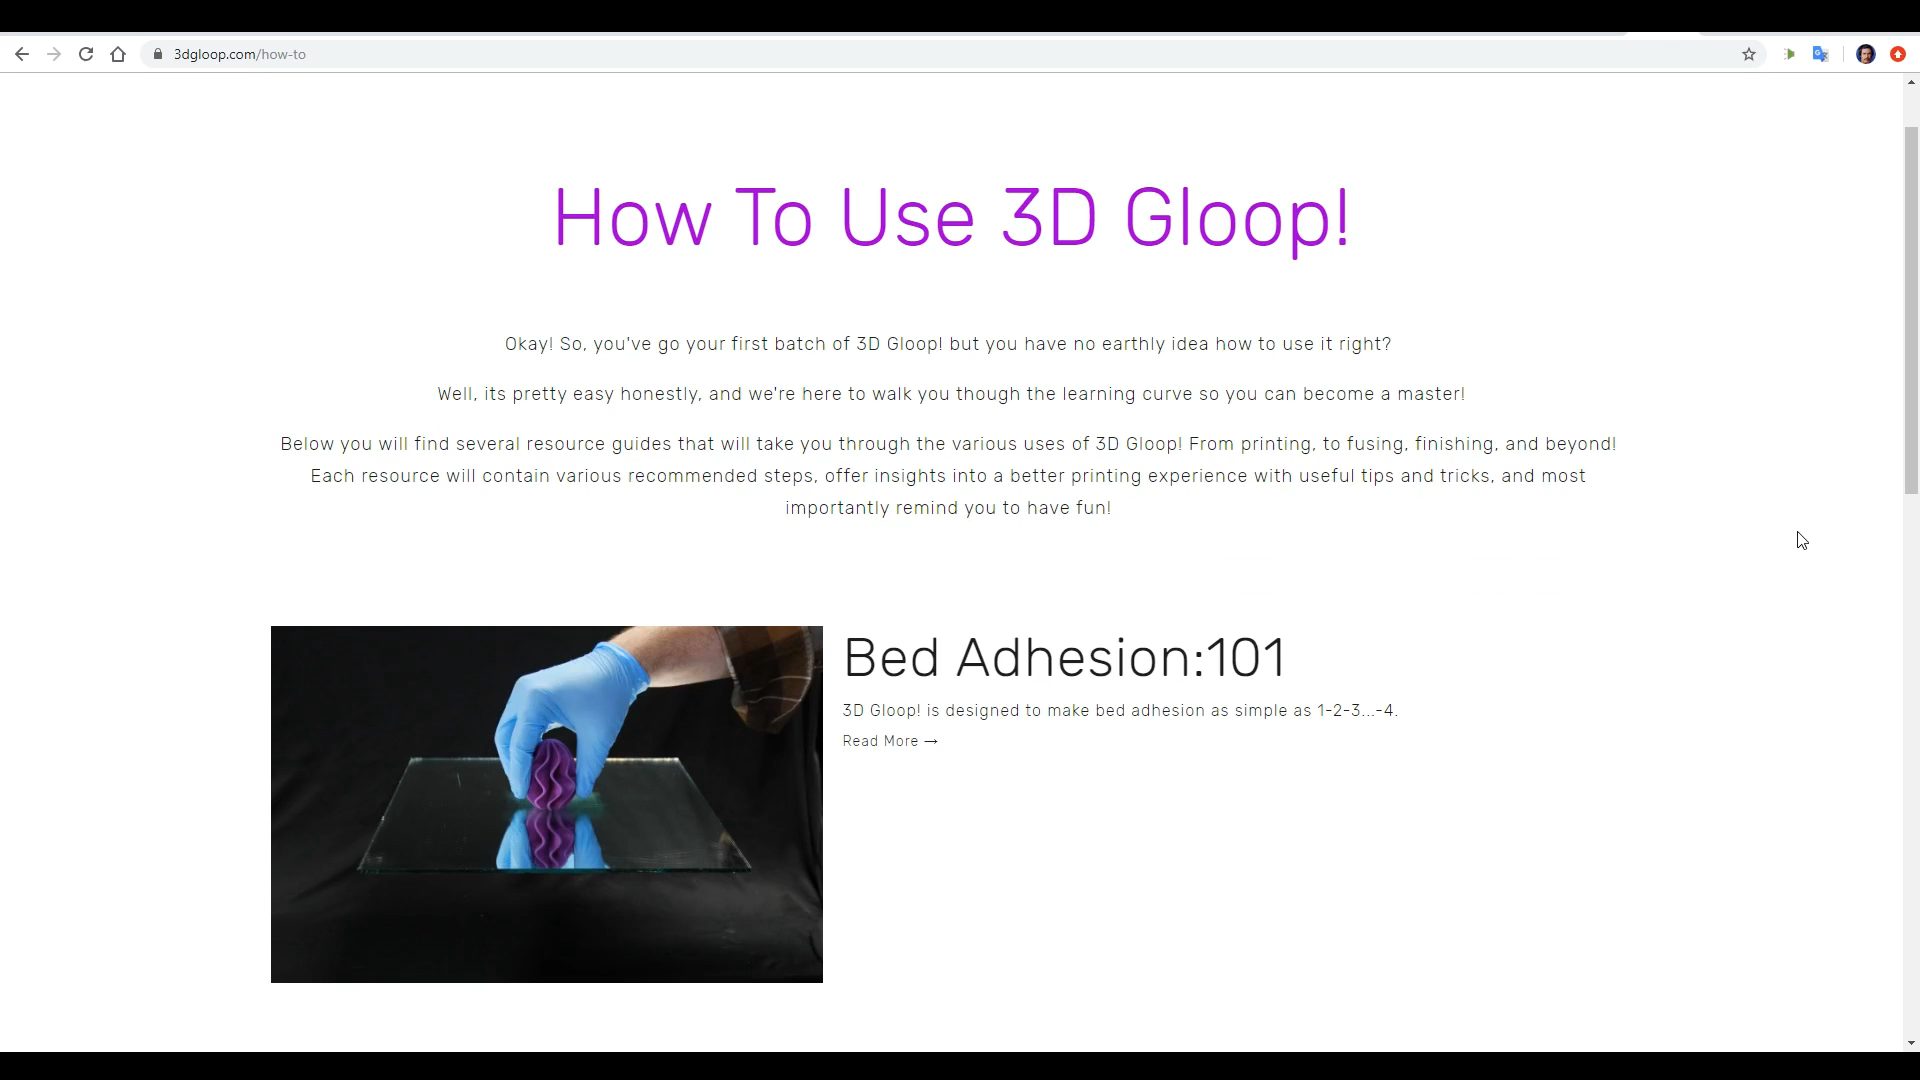 3dgloop.com/how-to
How To Use 3D Gloop!
Okay! So, you've go your first batch of 3D Gloop! but you have no earthly idea how to use it right?
Well, its pretty easy honestly, and we're here to walk you though the learning curve so you can become a master!
Below you will find several resource guides that will take you through the various uses of 3D Gloop! From printing, to fusing, finishing, and beyond!
Each resource will contain various recommended steps, offer insights into a better printing experience with useful tips and tricks, and most
importantly remind you to have fun!
Bed Adhesion:101
3D Gloop! is designed to make bed adhesion as simple as 1-2-3...-4.
Read More →